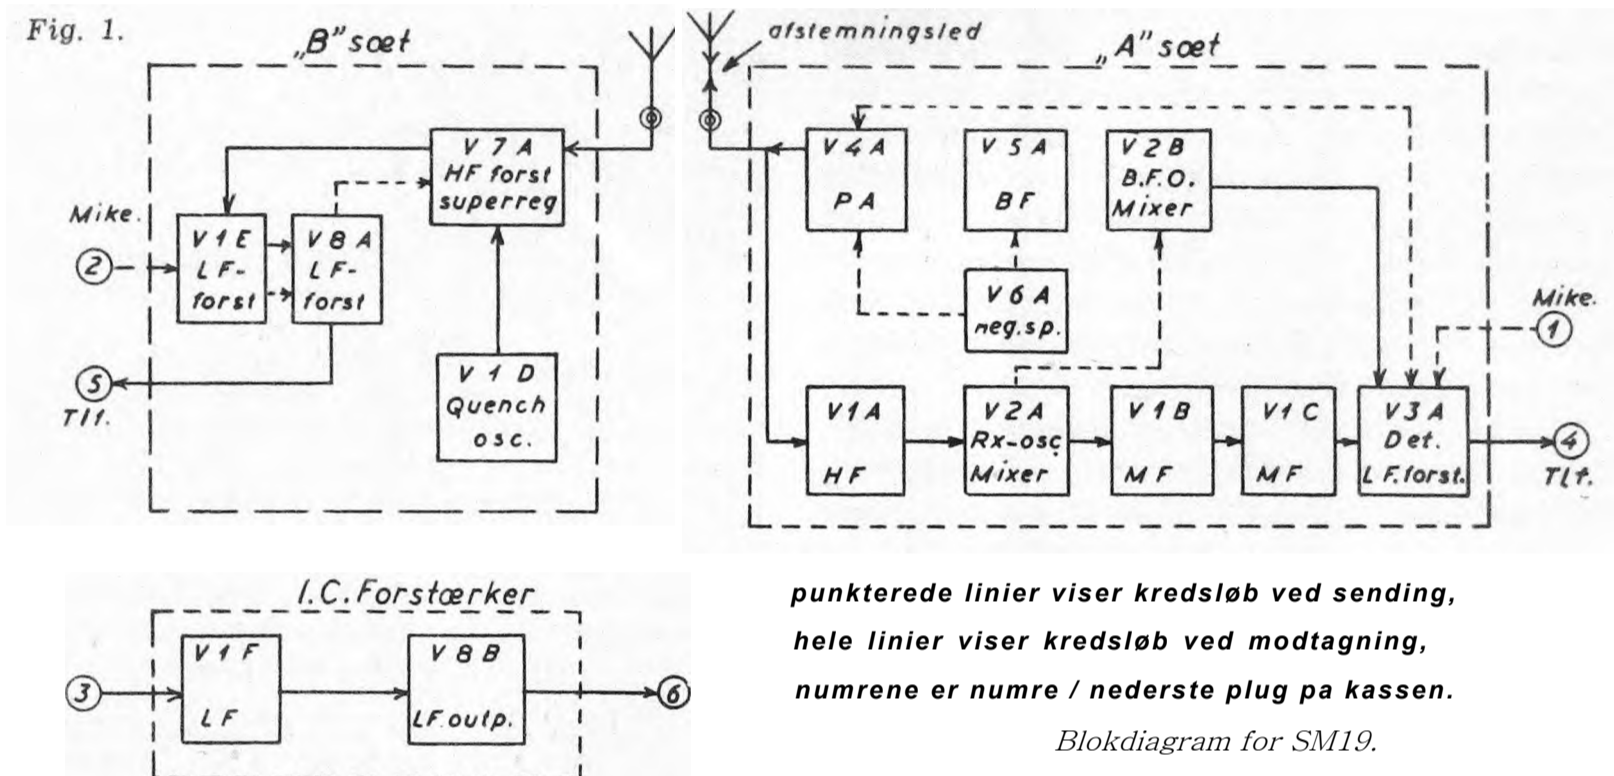 Fig. 1.
„B” sæt
Mike.
2
V 1 E
LF-
forst
V 8 A
LF-
forst
V 7 A
HF forst
superreg
V 1 D
Quench
osc.
5
Tlf.
afstemningsled
„A” sæt
V 4 A
PA
V 5 A
BF
V 2 B
B.F.O.
Mixer
V 6 A
neg.sp.
Mike.
1
V 1 A
HF
V 2 A
Rx-osc
Mixer
V 1 B
MF
V 1 C
MF
V 3 A
Det.
LF.forst.
4
Tlf.
I.C. Forstærker
3
V 1 F
LF
V 8 B
LF.outp.
6
punkterede linier viser kredsløb ved sending,
hele linier viser kredsløb ved modtagning,
numrene er numre / nederste plug pa kassen.
Blokdiagram for SM19.